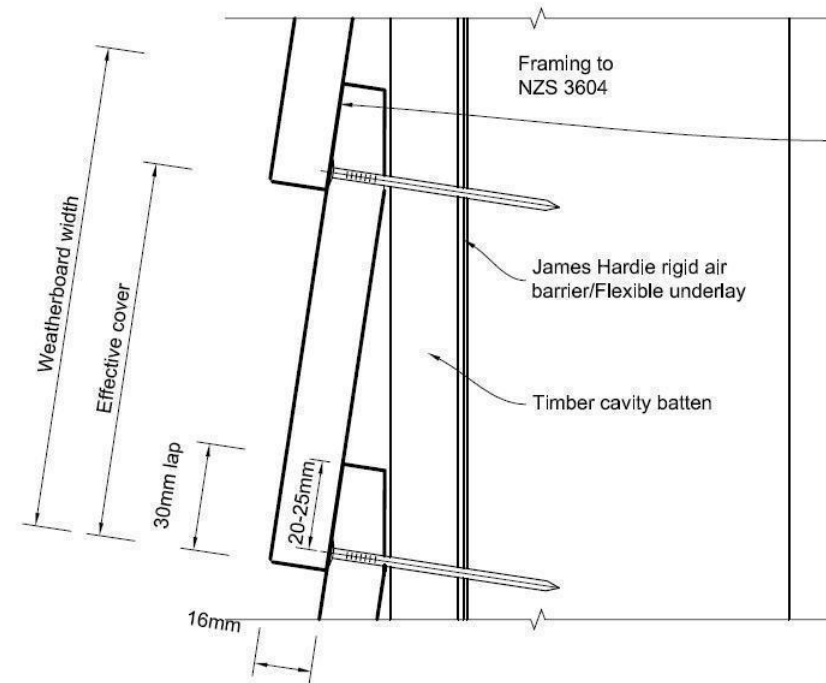 Framing to
NZS 3604
Weatherboard width
Effective cover
James Hardie rigid air
barrier/Flexible underlay
Timber cavity batten
30mm lap
20-25mm
16mm